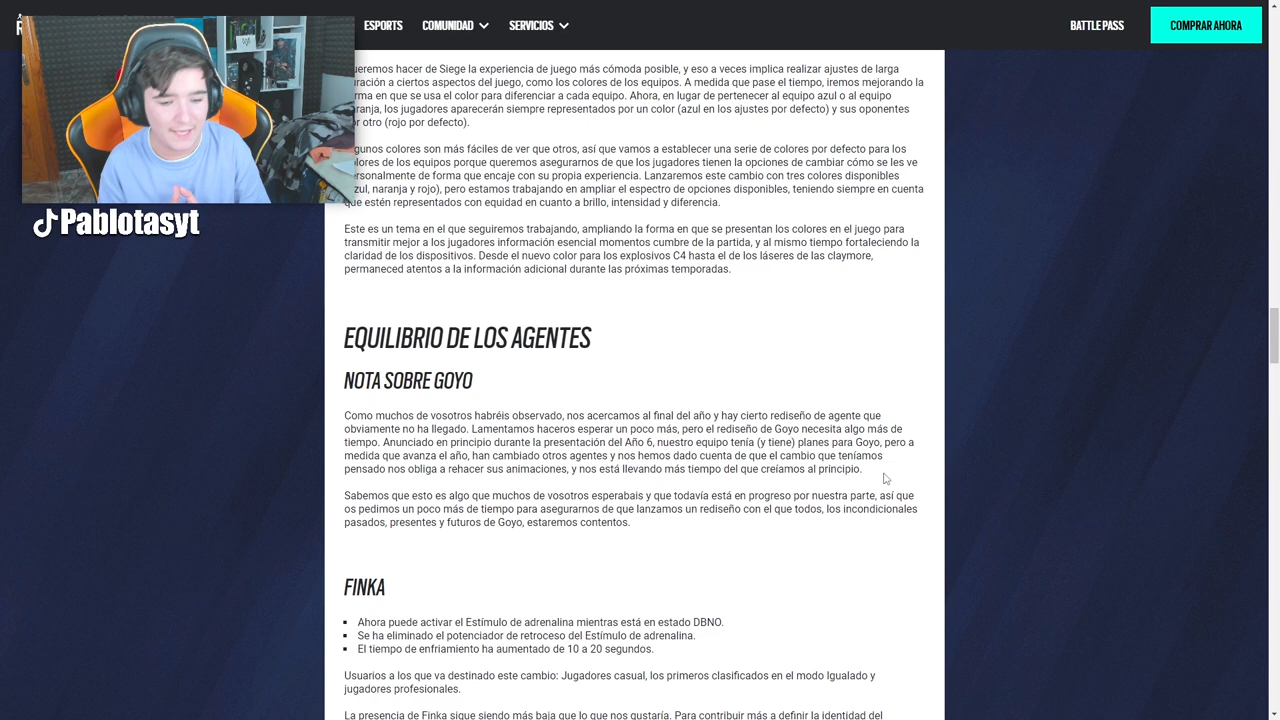 R
ESPORTS
COMUNIDAD
SERVICIOS
BATTLE PASS
COMPRAR AHORA
Pablotasyt
ueremos hacer de Siege la experiencia de juego más cómoda posible, y eso a veces implica realizar ajustes de larga
uración a ciertos aspectos del juego, como los colores de los equipos. A medida que pase el tiempo, iremos mejorando la
rma en que se usa el color para diferenciar a cada equipo. Ahora, en lugar de pertenecer al equipo azul o al equipo
ranja, los jugadores aparecerán siempre representados por un color (azul en los ajustes por defecto) y sus oponentes
or otro (rojo por defecto).
gunos colores son más fáciles de ver que otros, así que vamos a establecer una serie de colores por defecto para los
olores de los equipos porque queremos asegurarnos de que los jugadores tienen la opciones de cambiar cómo se les ve
ersonalmente de forma que encaje con su propia experiencia. Lanzaremos este cambio con tres colores disponibles
zul, naranja y rojo), pero estamos trabajando en ampliar el espectro de opciones disponibles, teniendo siempre en cuenta
que estén representados con equidad en cuanto a brillo, intensidad y diferencia.
Este es un tema en el que seguiremos trabajando, ampliando la forma en que se presentan los colores en el juego para
transmitir mejor a los jugadores información esencial momentos cumbre de la partida, y al mismo tiempo fortaleciendo la
claridad de los dispositivos. Desde el nuevo color para los explosivos C4 hasta el de los láseres de las claymore,
permaneced atentos a la información adicional durante las próximas temporadas.
EQUILIBRIO DE LOS AGENTES
NOTA SOBRE GOYO
Como muchos de vosotros habréis observado, nos acercamos al final del año y hay cierto rediseño de agente que
obviamente no ha llegado. Lamentamos haceros esperar un poco más, pero el rediseño de Goyo necesita algo más de
tiempo. Anunciado en principio durante la presentación del Año 6, nuestro equipo tenía (y tiene) planes para Goyo, pero a
medida que avanza el año, han cambiado otros agentes y nos hemos dado cuenta de que el cambio que teníamos
pensado nos obliga a rehacer sus animaciones, y nos está llevando más tiempo del que creíamos al principio.
Sabemos que esto es algo que muchos de vosotros esperabais y que todavía está en progreso por nuestra parte, así que
os pedimos un poco más de tiempo para asegurarnos de que lanzamos un rediseño con el que todos, los incondicionales
pasados, presentes y futuros de Goyo, estaremos contentos.
FINKA
▪ Ahora puede activar el Estímulo de adrenalina mientras está en estado DBNO.
▪ Se ha eliminado el potenciador de retroceso del Estímulo de adrenalina.
▪ El tiempo de enfriamiento ha aumentado de 10 a 20 segundos.
Usuarios a los que va destinado este cambio: Jugadores casual, los primeros clasificados en el modo Igualado y
jugadores profesionales.
La presencia de Finka sigue siendo más baja que lo que nos gustaría. Para contribuir más a definir la identidad del